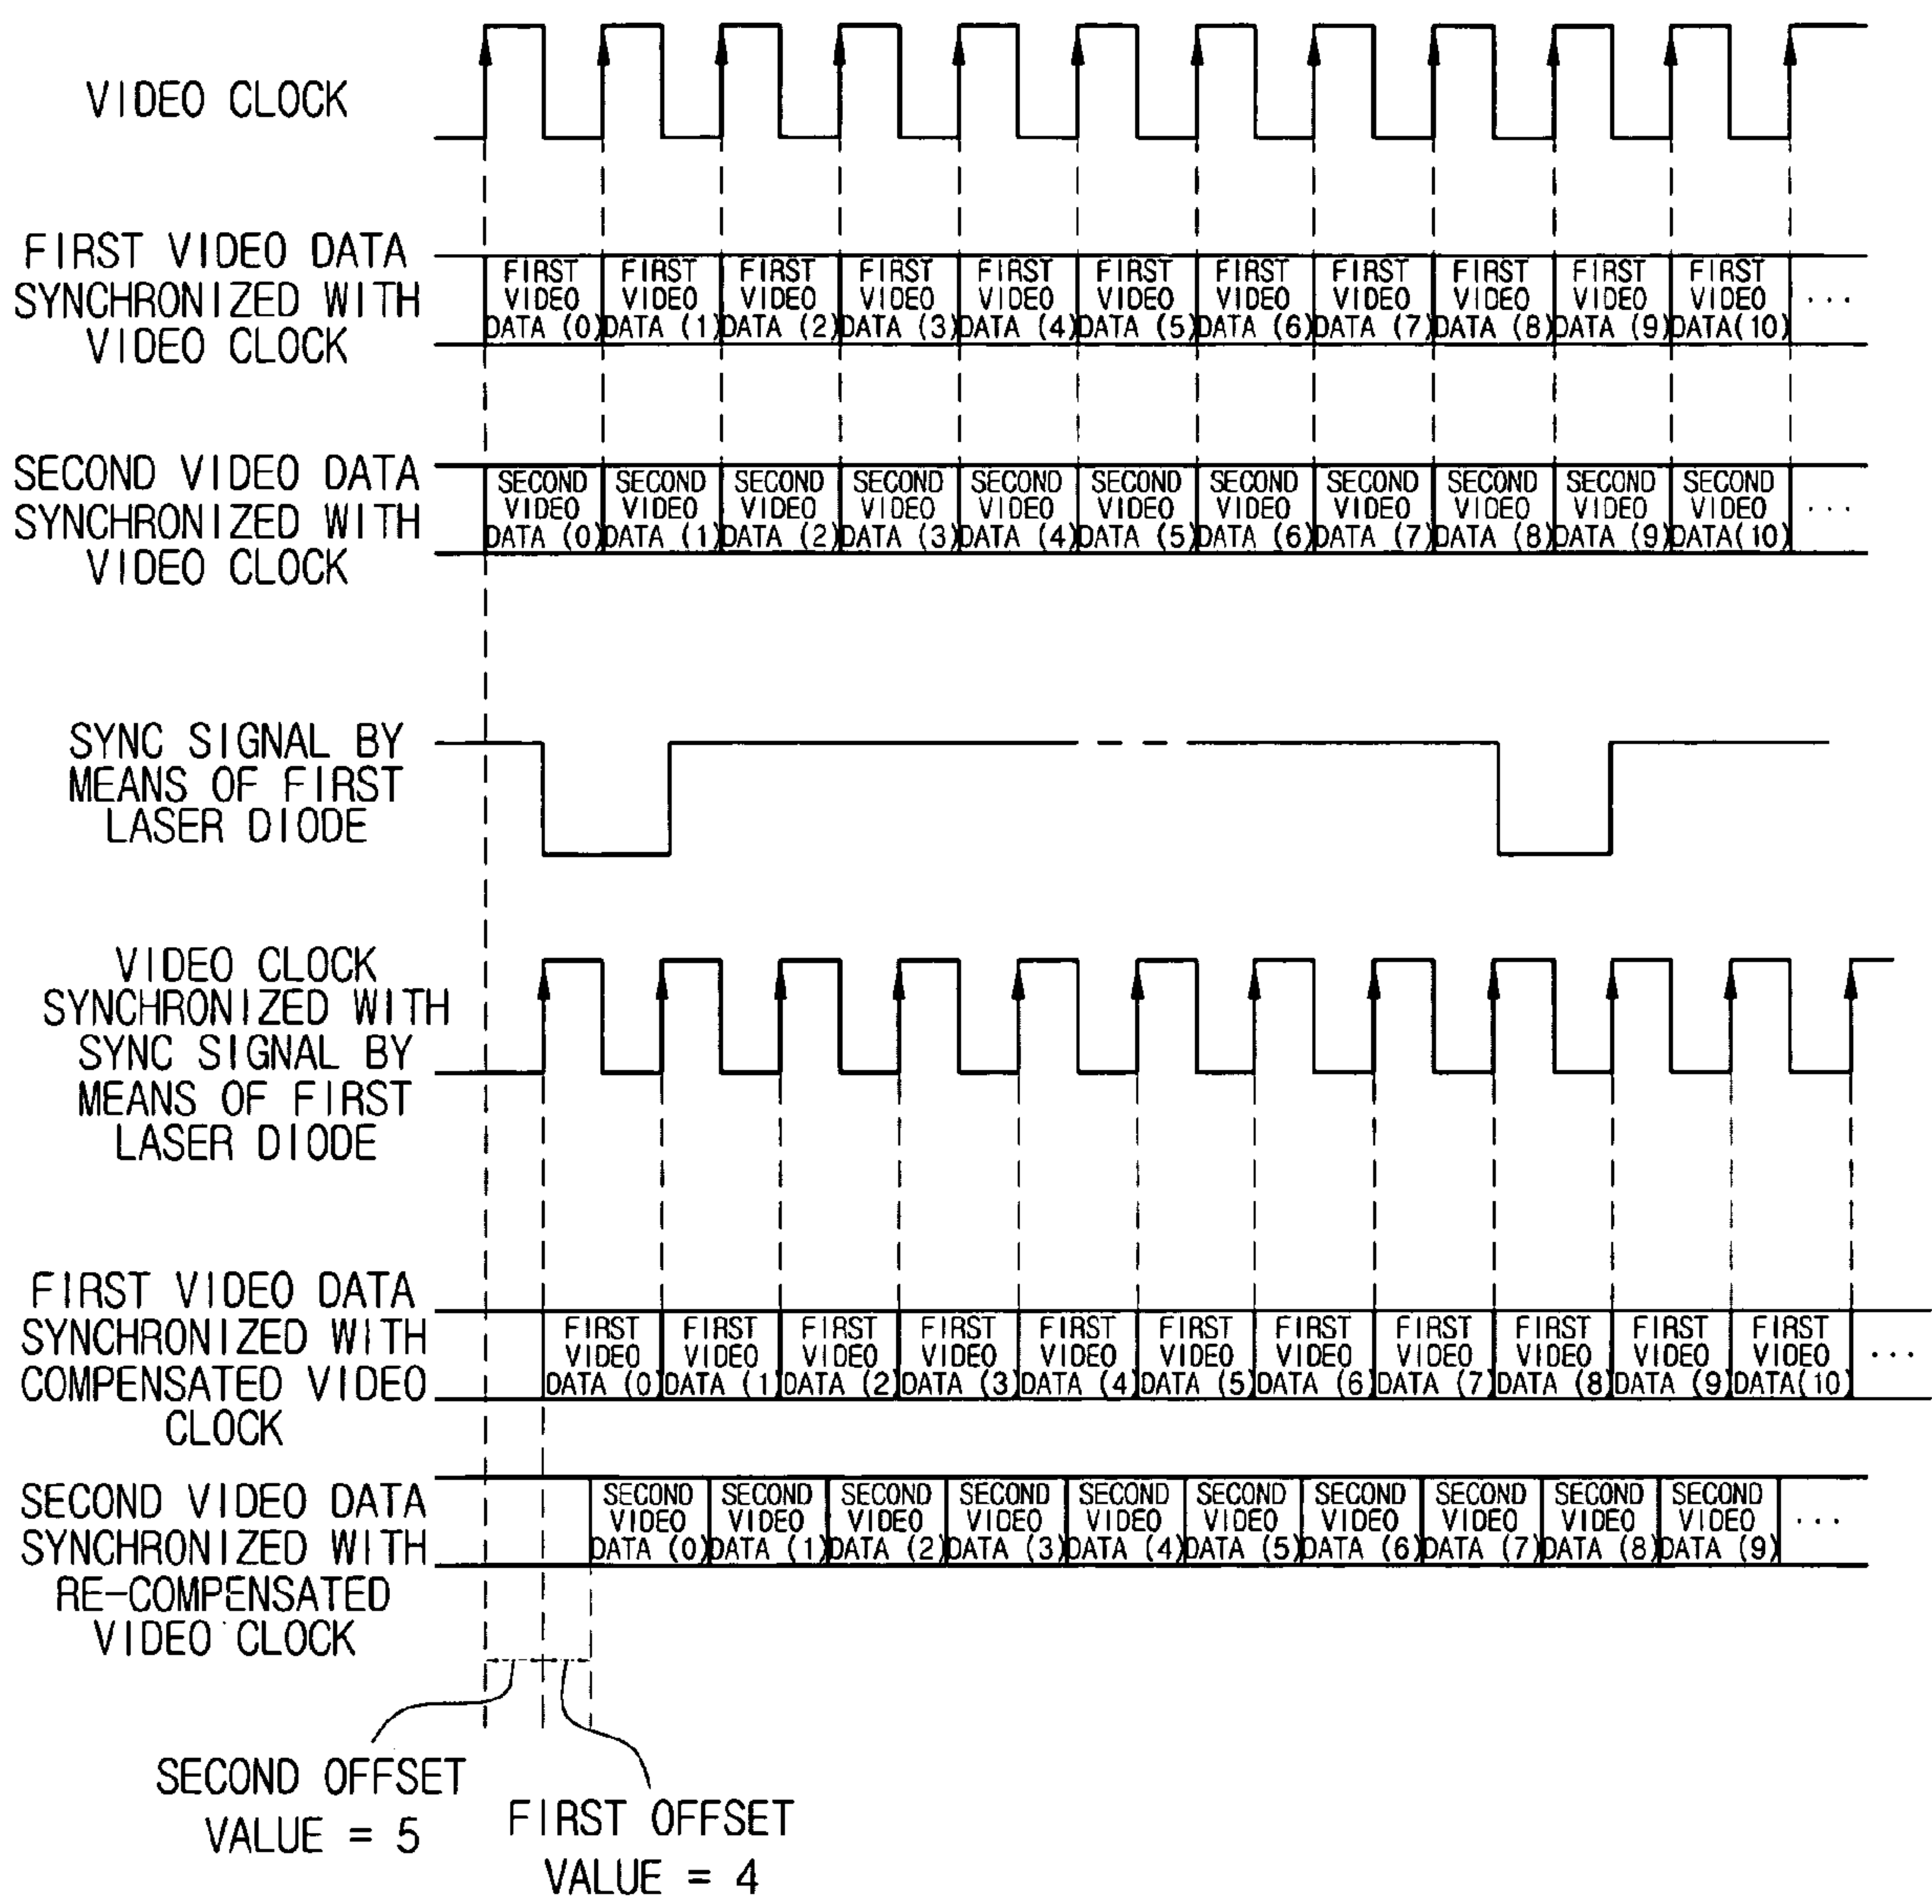 VIDEO CLOCK
FIRST VIDEO DATA
SYNCHRONIZED WITH
VIDEO CLOCK
FIRST FIRST FIRST FIRST FIRST FIRST FIRST FIRST FIRST FIRST FIRST
VIDEO VIDEO VIDEO VIDEO VIDEO VIDEO VIDEO VIDEO VIDEO VIDEO VIDEO ...
DATA (0) DATA (1) DATA (2) DATA (3) DATA (4) DATA (5) DATA (6) DATA (7) DATA (8) DATA (9) DATA(10)
SECOND VIDEO DATA
SYNCHRONIZED WITH
VIDEO CLOCK
SECOND SECOND SECOND SECOND SECOND SECOND SECOND SECOND SECOND SECOND SECOND
VIDEO VIDEO VIDEO VIDEO VIDEO VIDEO VIDEO VIDEO VIDEO VIDEO VIDEO ...
DATA (0) DATA (1) DATA (2) DATA (3) DATA (4) DATA (5) DATA (6) DATA (7) DATA (8) DATA (9) DATA(10)
SYNC SIGNAL BY
MEANS OF FIRST
LASER DIODE
VIDEO CLOCK
SYNCHRONIZED WITH
SYNC SIGNAL BY
MEANS OF FIRST
LASER DIODE
FIRST VIDEO DATA
SYNCHRONIZED WITH
COMPENSATED VIDEO
CLOCK
FIRST FIRST FIRST FIRST FIRST FIRST FIRST FIRST FIRST FIRST FIRST
VIDEO VIDEO VIDEO VIDEO VIDEO VIDEO VIDEO VIDEO VIDEO VIDEO VIDEO ...
DATA (0) DATA (1) DATA (2) DATA (3) DATA (4) DATA (5) DATA (6) DATA (7) DATA (8) DATA (9) DATA(10)
SECOND VIDEO DATA
SYNCHRONIZED WITH
RE-COMPENSATED
VIDEO CLOCK
SECOND SECOND SECOND SECOND SECOND SECOND SECOND SECOND SECOND SECOND
VIDEO VIDEO VIDEO VIDEO VIDEO VIDEO VIDEO VIDEO VIDEO VIDEO ...
DATA (0) DATA (1) DATA (2) DATA (3) DATA (4) DATA (5) DATA (6) DATA (7) DATA (8) DATA (9)
SECOND OFFSET
VALUE = 5
FIRST OFFSET
VALUE = 4